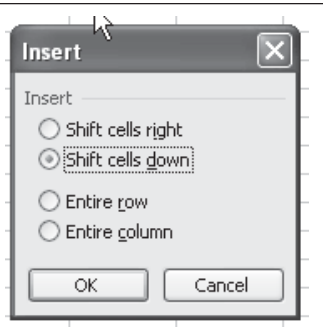 Insert
Insert
Shift cells right
Shift cells down
Entire row
Entire column
OK Cancel